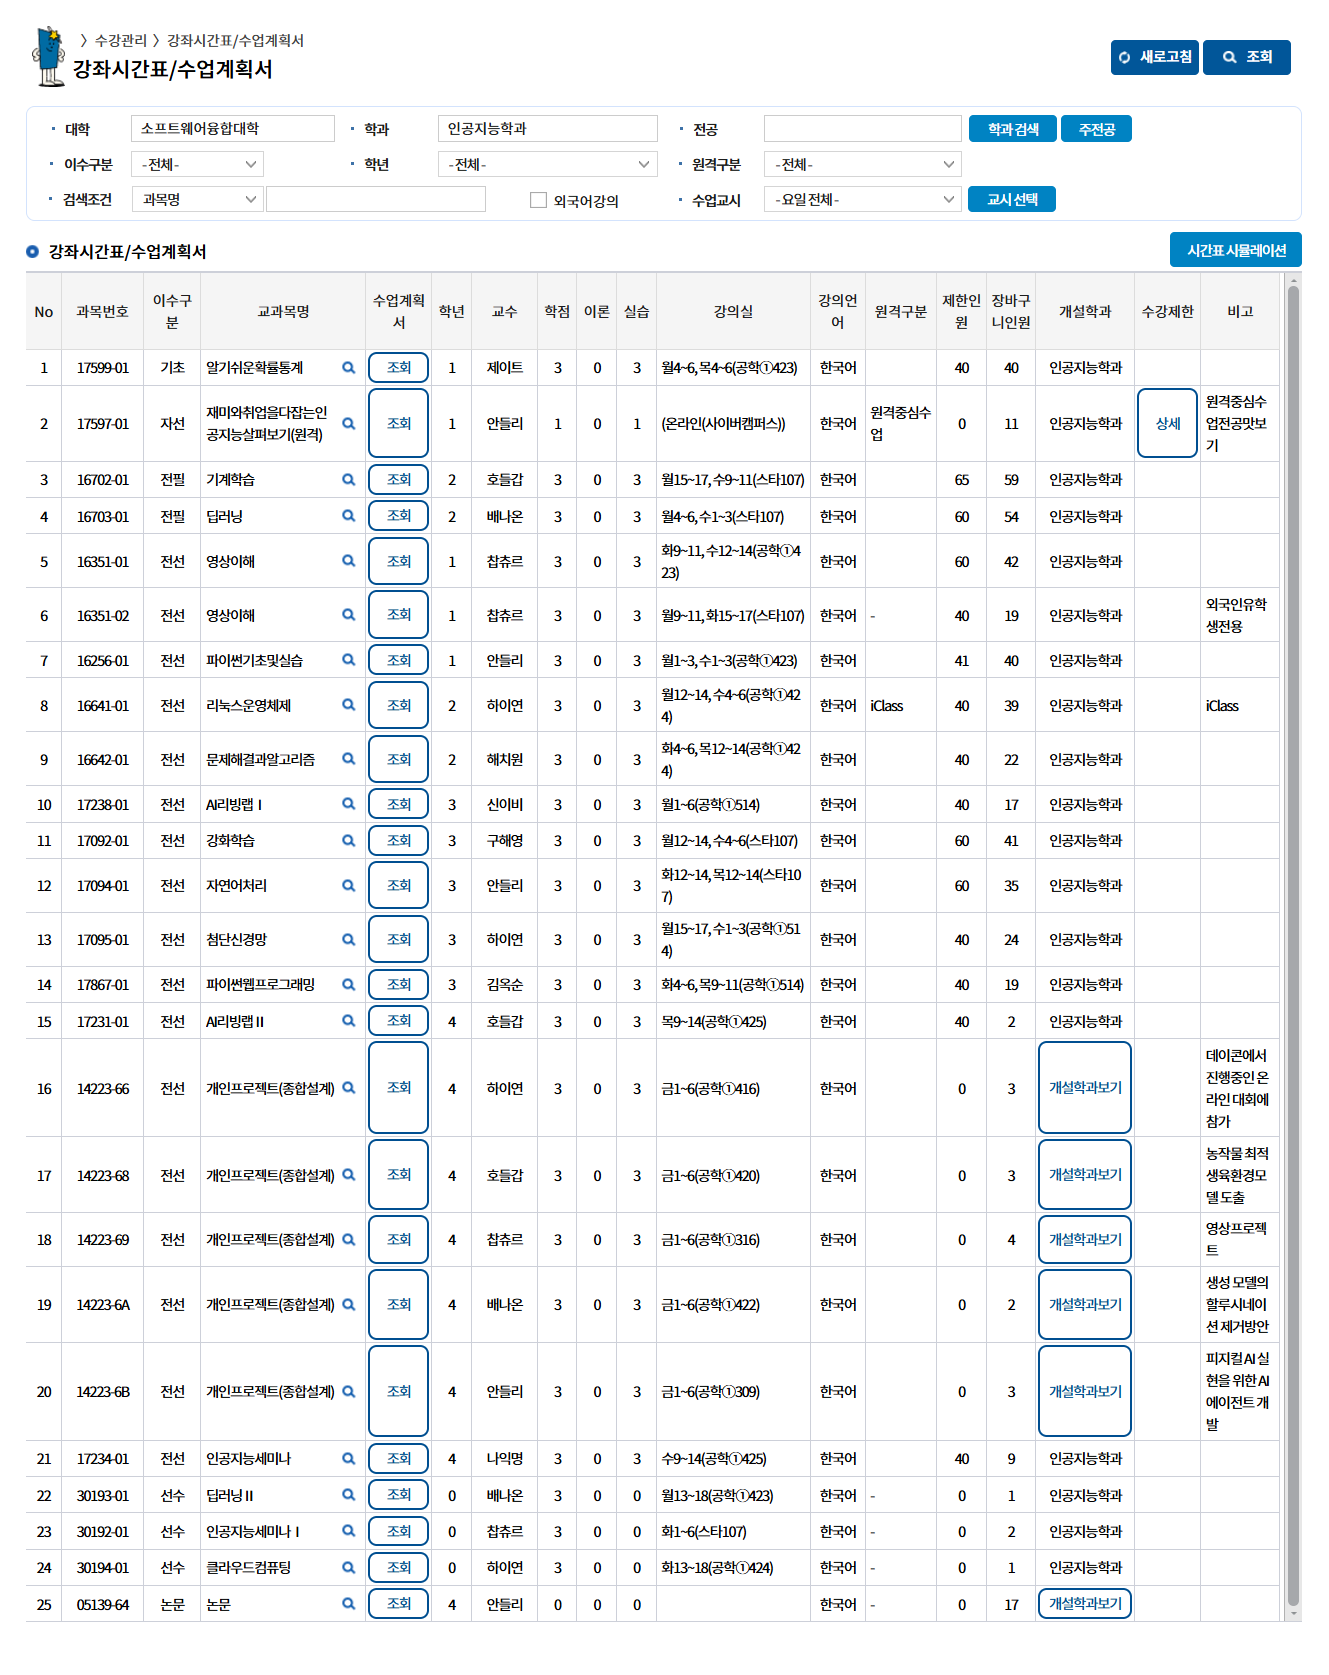 〉 수강관리 〉 강좌시간표/수업계획서
강좌시간표/수업계획서
새로고침 조회
대학 소프트웨어융합대학 학과 인공지능학과 전공 학과검색 주전공
이수구분 -전체- 학년 -전체- 원격구분 -전체-
검색조건 과목명 외국어강의 수업교시 -요일전체- 교시선택
강좌시간표/수업계획서 시간표 시뮬레이션
No 과목번호 이수구분 교과목명 수업계획서 학년 교수 학점 이론 실습 강의실 강의언어 원격구분 제한인원 장바구니인원 개설학과 수강제한 비고
1 17599-01 기초 알기쉬운확률통계 조회 1 제이트 3 0 3 월4~6, 목4~6(공학①423) 한국어 40 40 인공지능학과
2 17597-01 자선 재미와취업을다잡는인공지능살펴보기(원격) 조회 1 안들리 1 0 1 (온라인(사이버캠퍼스)) 한국어 원격중심수업 0 11 인공지능학과 상세 원격중심수업전공맛보기
3 16702-01 전필 기계학습 조회 2 호들갑 3 0 3 월15~17, 수9~11(스타107) 한국어 65 59 인공지능학과
4 16703-01 전필 딥러닝 조회 2 배나온 3 0 3 월4~6, 수1~3(스타107) 한국어 60 54 인공지능학과
5 16351-01 전선 영상이해 조회 1 찹츄르 3 0 3 화9~11, 수12~14(공학①423) 한국어 60 42 인공지능학과
6 16351-02 전선 영상이해 조회 1 찹츄르 3 0 3 월9~11, 화15~17(스타107) 한국어 - 40 19 인공지능학과 외국인유학생전용
7 16256-01 전선 파이썬기초및실습 조회 1 안들리 3 0 3 월1~3, 수1~3(공학①423) 한국어 41 40 인공지능학과
8 16641-01 전선 리눅스운영체제 조회 2 하이연 3 0 3 월12~14, 수4~6(공학①424) 한국어 iClass 40 39 인공지능학과 iClass
9 16642-01 전선 문제해결과알고리즘 조회 2 해치원 3 0 3 화4~6, 목12~14(공학①424) 한국어 40 22 인공지능학과
10 17238-01 전선 AI리빙랩Ⅰ 조회 3 신이비 3 0 3 월1~6(공학①514) 한국어 40 17 인공지능학과
11 17092-01 전선 강화학습 조회 3 구해영 3 0 3 월12~14, 수4~6(스타107) 한국어 60 41 인공지능학과
12 17094-01 전선 자연어처리 조회 3 안들리 3 0 3 화12~14, 목12~14(스타107) 한국어 60 35 인공지능학과
13 17095-01 전선 첨단신경망 조회 3 하이연 3 0 3 월15~17, 수1~3(공학①514) 한국어 40 24 인공지능학과
14 17867-01 전선 파이썬웹프로그래밍 조회 3 김옥순 3 0 3 화4~6, 목9~11(공학①514) 한국어 40 19 인공지능학과
15 17231-01 전선 AI리빙랩Ⅱ 조회 4 호들갑 3 0 3 목9~14(공학①425) 한국어 40 2 인공지능학과
16 14223-66 전선 개인프로젝트(종합설계) 조회 4 하이연 3 0 3 금1~6(공학①416) 한국어 0 3 개설학과보기 데이콘에서 진행중인 온라인 대회에 참가
17 14223-68 전선 개인프로젝트(종합설계) 조회 4 호들갑 3 0 3 금1~6(공학①420) 한국어 0 3 개설학과보기 농작물 최적 생육환경모델 도출
18 14223-69 전선 개인프로젝트(종합설계) 조회 4 찹츄르 3 0 3 금1~6(공학①316) 한국어 0 4 개설학과보기 영상프로젝트
19 14223-6A 전선 개인프로젝트(종합설계) 조회 4 배나온 3 0 3 금1~6(공학①422) 한국어 0 2 개설학과보기 생성 모델의 할루시네이션 제거방안
20 14223-6B 전선 개인프로젝트(종합설계) 조회 4 안들리 3 0 3 금1~6(공학①309) 한국어 0 3 개설학과보기 피지컬 AI 실현을 위한 AI 에이전트 개발
21 17234-01 전선 인공지능세미나 조회 4 나익명 3 0 3 수9~14(공학①425) 한국어 40 9 인공지능학과
22 30193-01 선수 딥러닝Ⅱ 조회 0 배나온 3 0 0 월13~18(공학①423) 한국어 - 0 1 인공지능학과
23 30192-01 선수 인공지능세미나Ⅰ 조회 0 찹츄르 3 0 0 화1~6(스타107) 한국어 - 0 2 인공지능학과
24 30194-01 선수 클라우드컴퓨팅 조회 0 하이연 3 0 0 화13~18(공학①424) 한국어 - 0 1 인공지능학과
25 05139-64 논문 논문 조회 4 안들리 0 0 0 한국어 - 0 17 개설학과보기